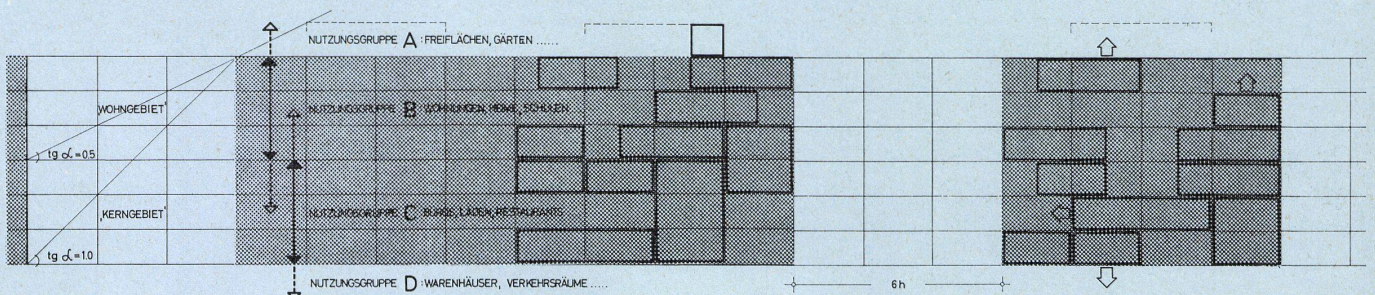 NUTZUNGSGRUPPE A : FREIFLÄCHEN, GÄRTEN ......
'WOHNGEBIET'
NUTZUNGSGRUPPE B : WOHNUNGEN, HEIME, SCHULEN
tg α = 0.5
'KERNGEBIET'
NUTZUNGSGRUPPE C : BÜROS, LÄDEN, RESTAURANTS
tg α = 1.0
NUTZUNGSGRUPPE D : WARENHÄUSER, VERKEHRSRÄUME .....
6 h